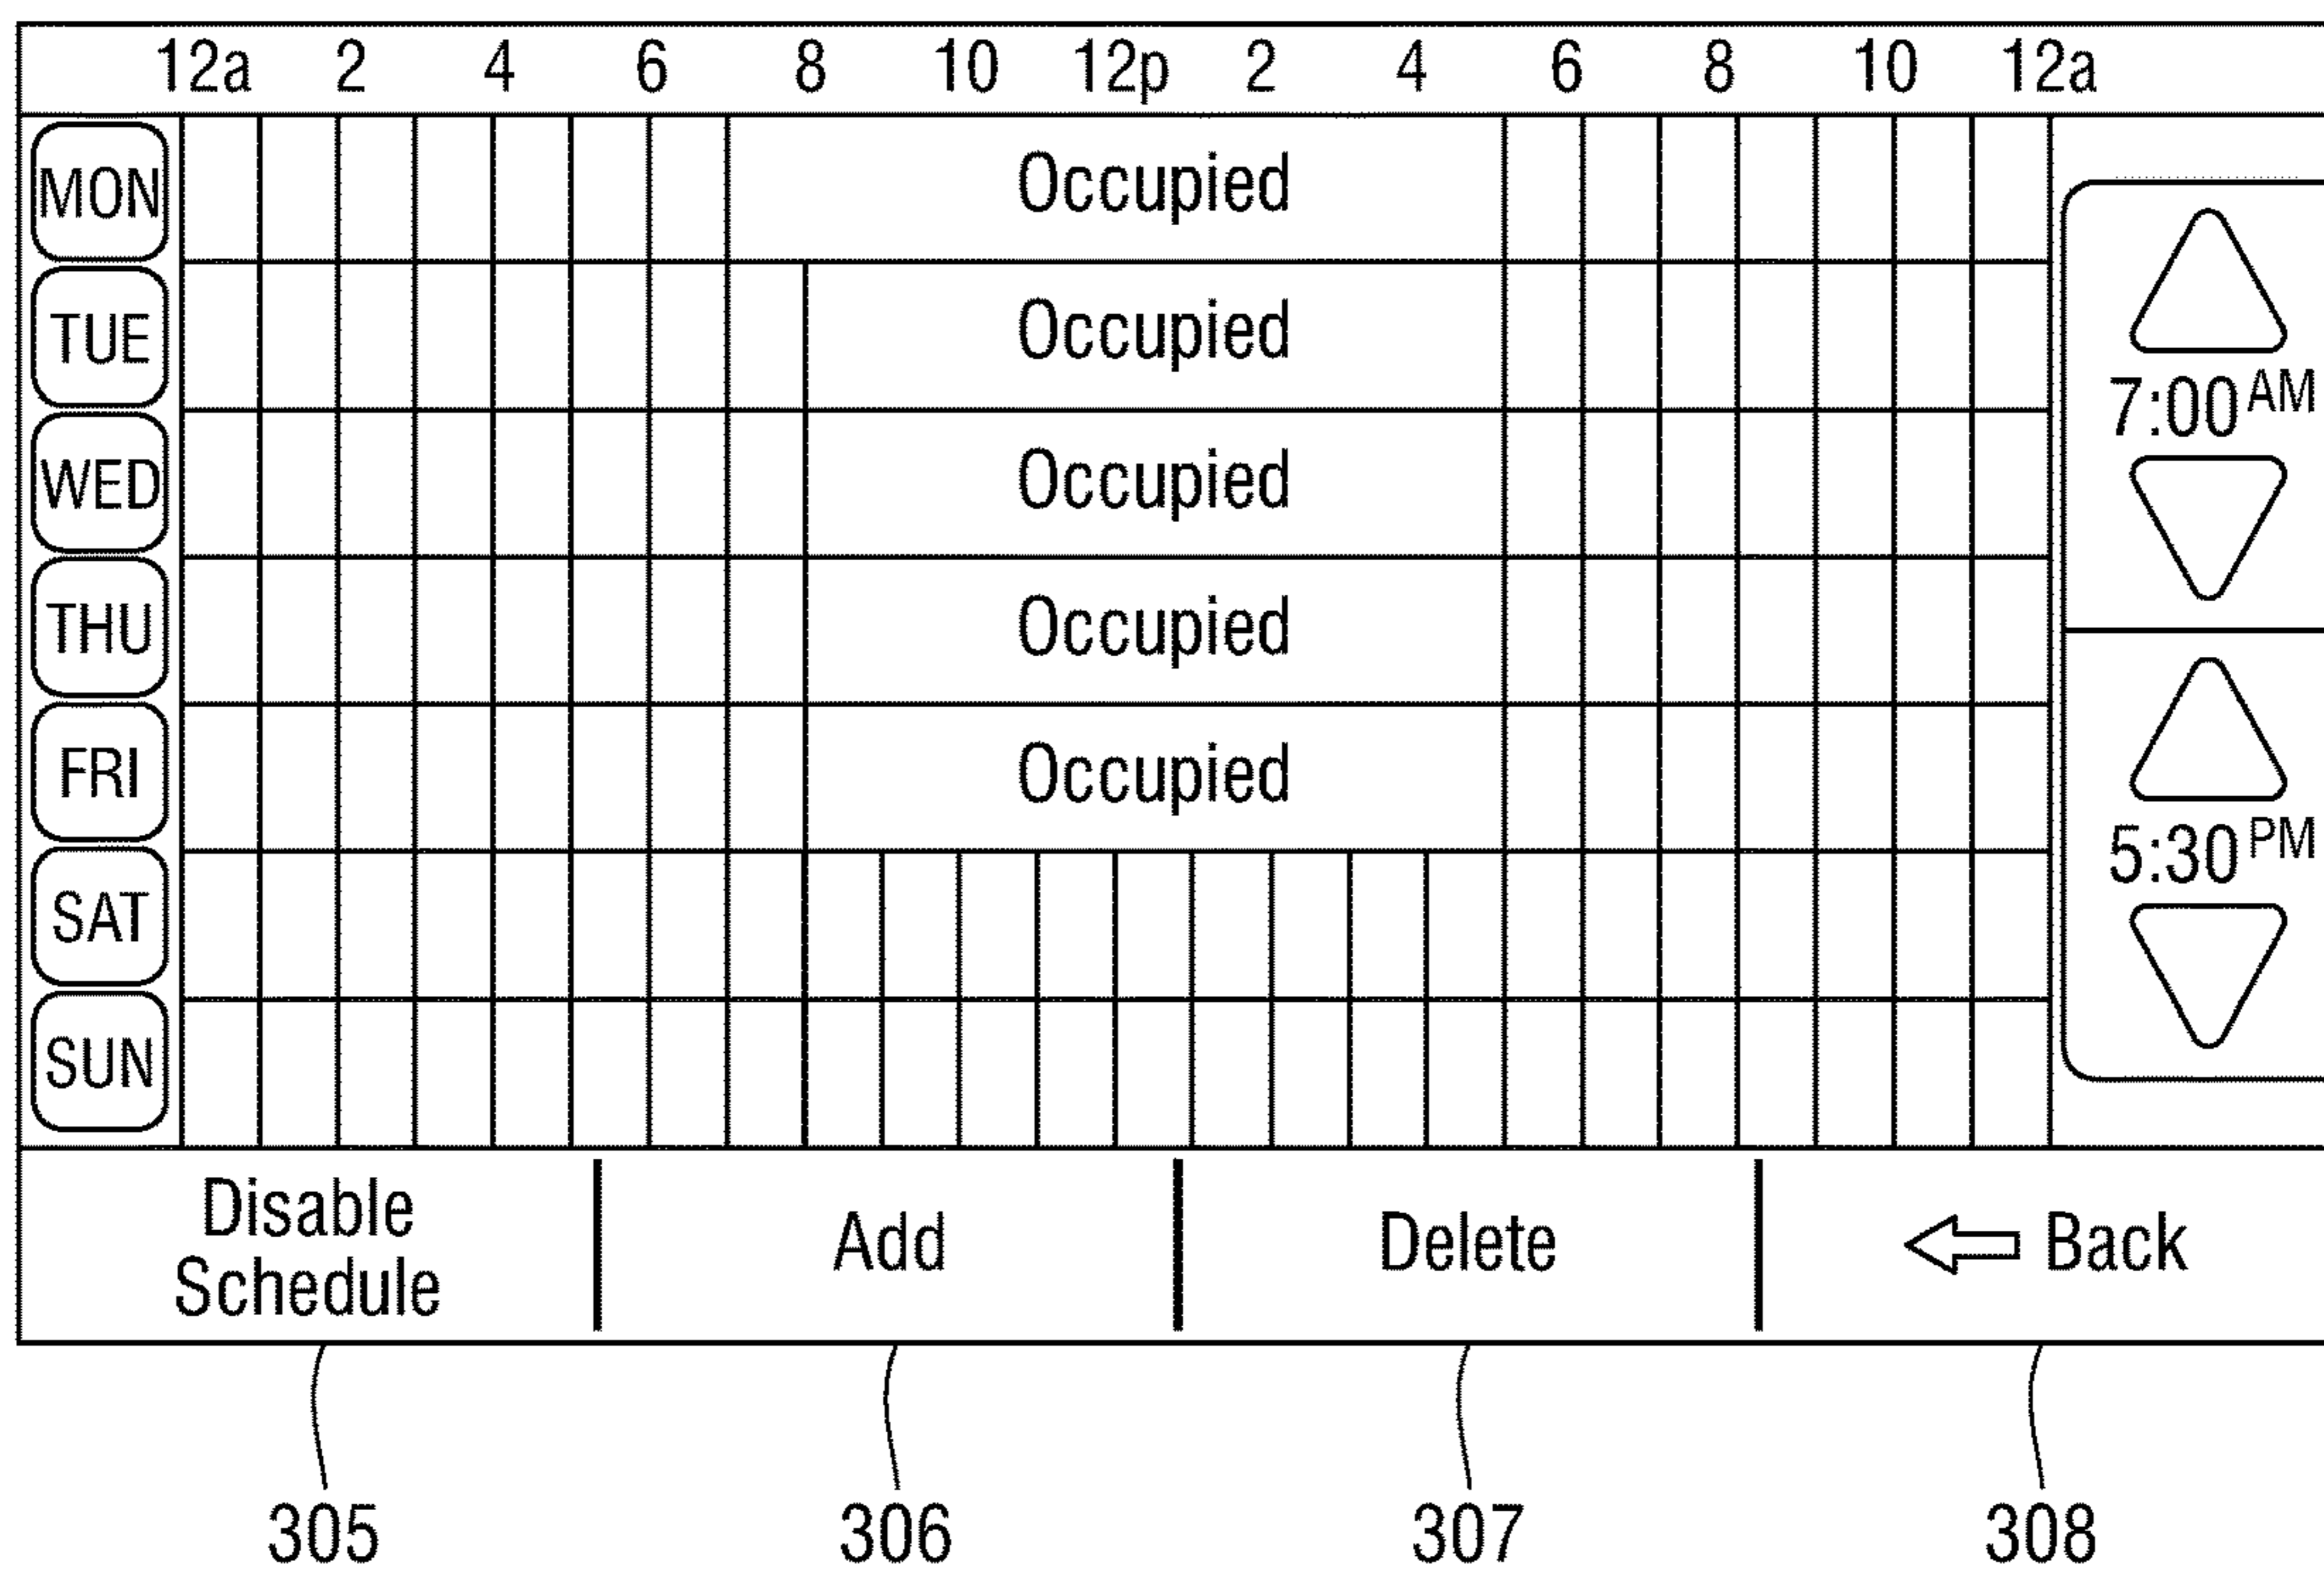 12a 2 4 6 8 10 12p 2 4 6 8 10 12a
MON Occupied
TUE Occupied
7:00 AM
WED Occupied
THU Occupied
FRI Occupied
5:30 PM
SAT
SUN
Disable
Schedule
Add
Delete
Back
305 306 307 308